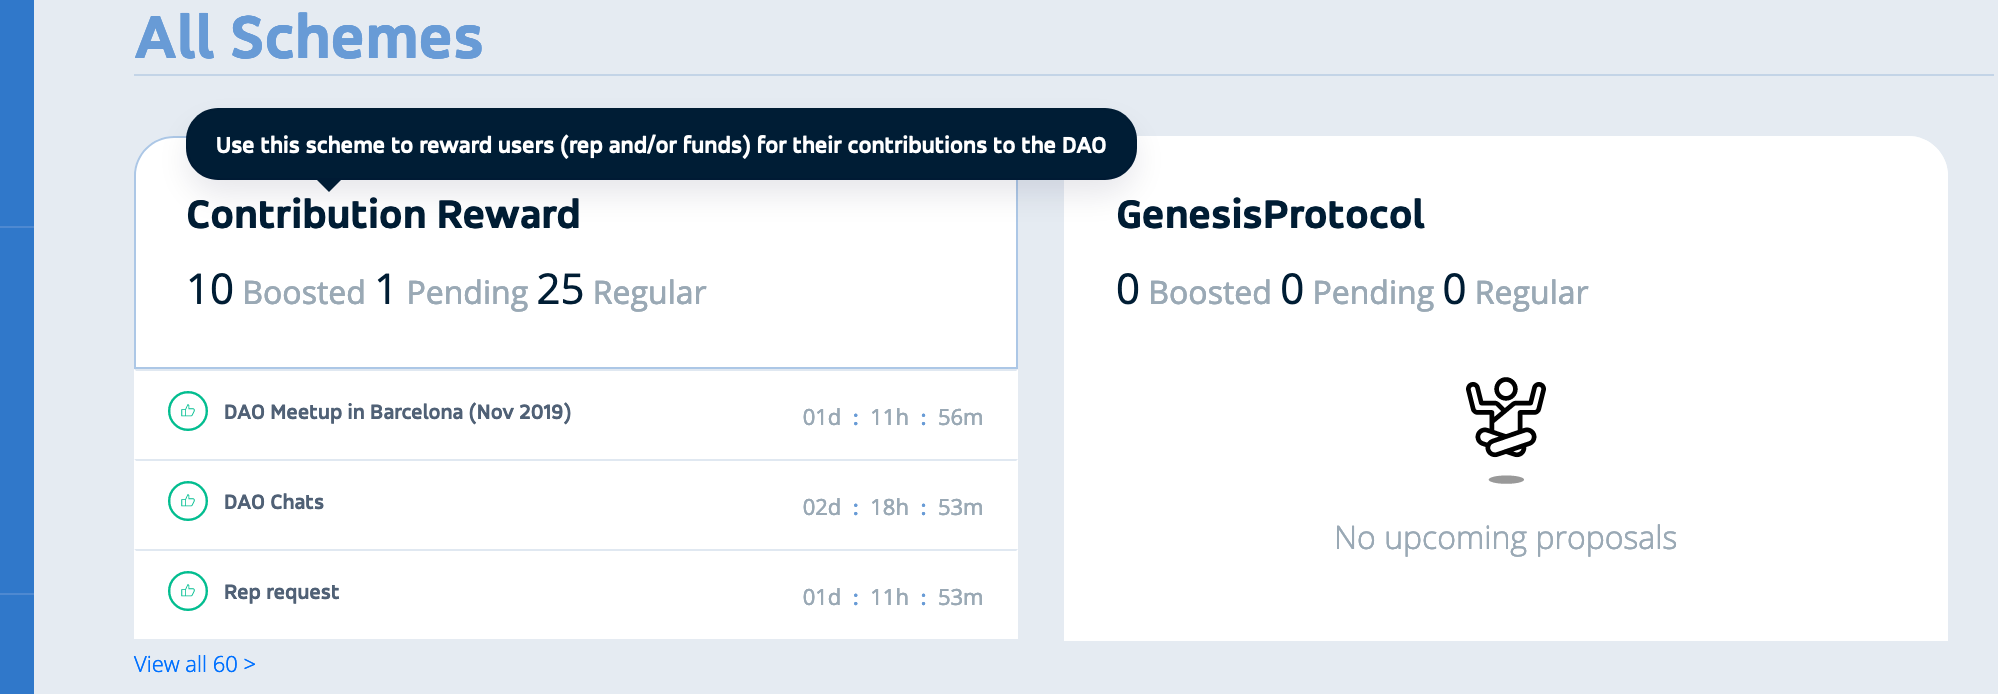 All Schemes
Use this scheme to reward users (rep and/or funds) for their contributions to the DAO
Contribution Reward
10 Boosted 1 Pending 25 Regular
DAO Meetup in Barcelona (Nov 2019)
01d : 11h : 56m
DAO Chats
02d : 18h : 53m
Rep request
01d : 11h : 53m
View all 60 >
GenesisProtocol
0 Boosted 0 Pending 0 Regular
No upcoming proposals